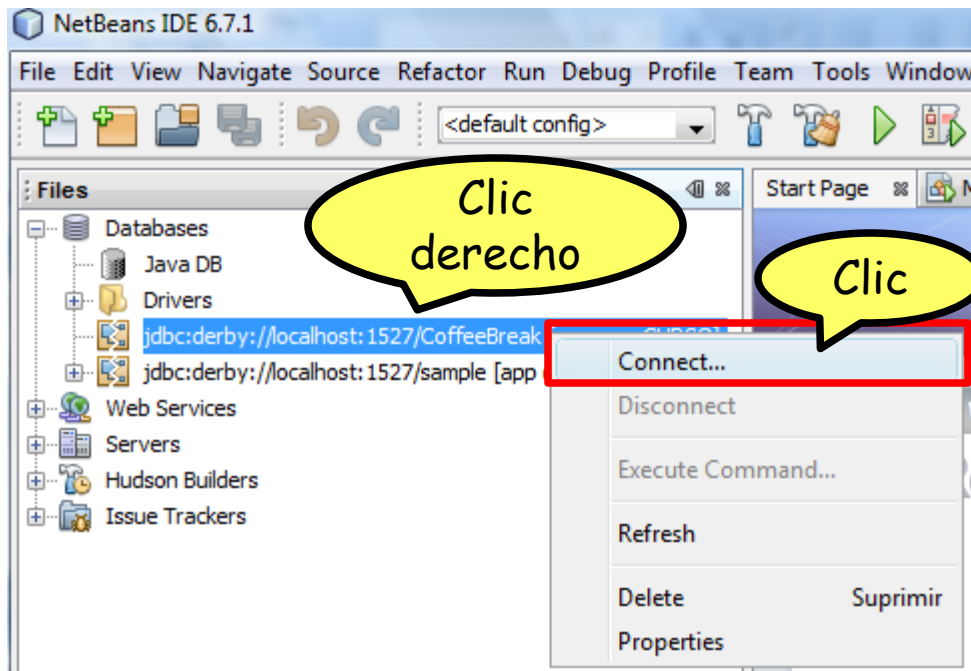 NetBeans IDE 6.7.1
File Edit View Navigate Source Refactor Run Debug Profile Team Tools Window
<default config>
Files
Start Page
Clic
derecho
Clic
Databases
Java DB
Drivers
jdbc:derby://localhost:1527/CoffeeBreak
jdbc:derby://localhost:1527/sample [app
Web Services
Servers
Hudson Builders
Issue Trackers
Connect...
Disconnect
Execute Command...
Refresh
Delete Suprimir
Properties